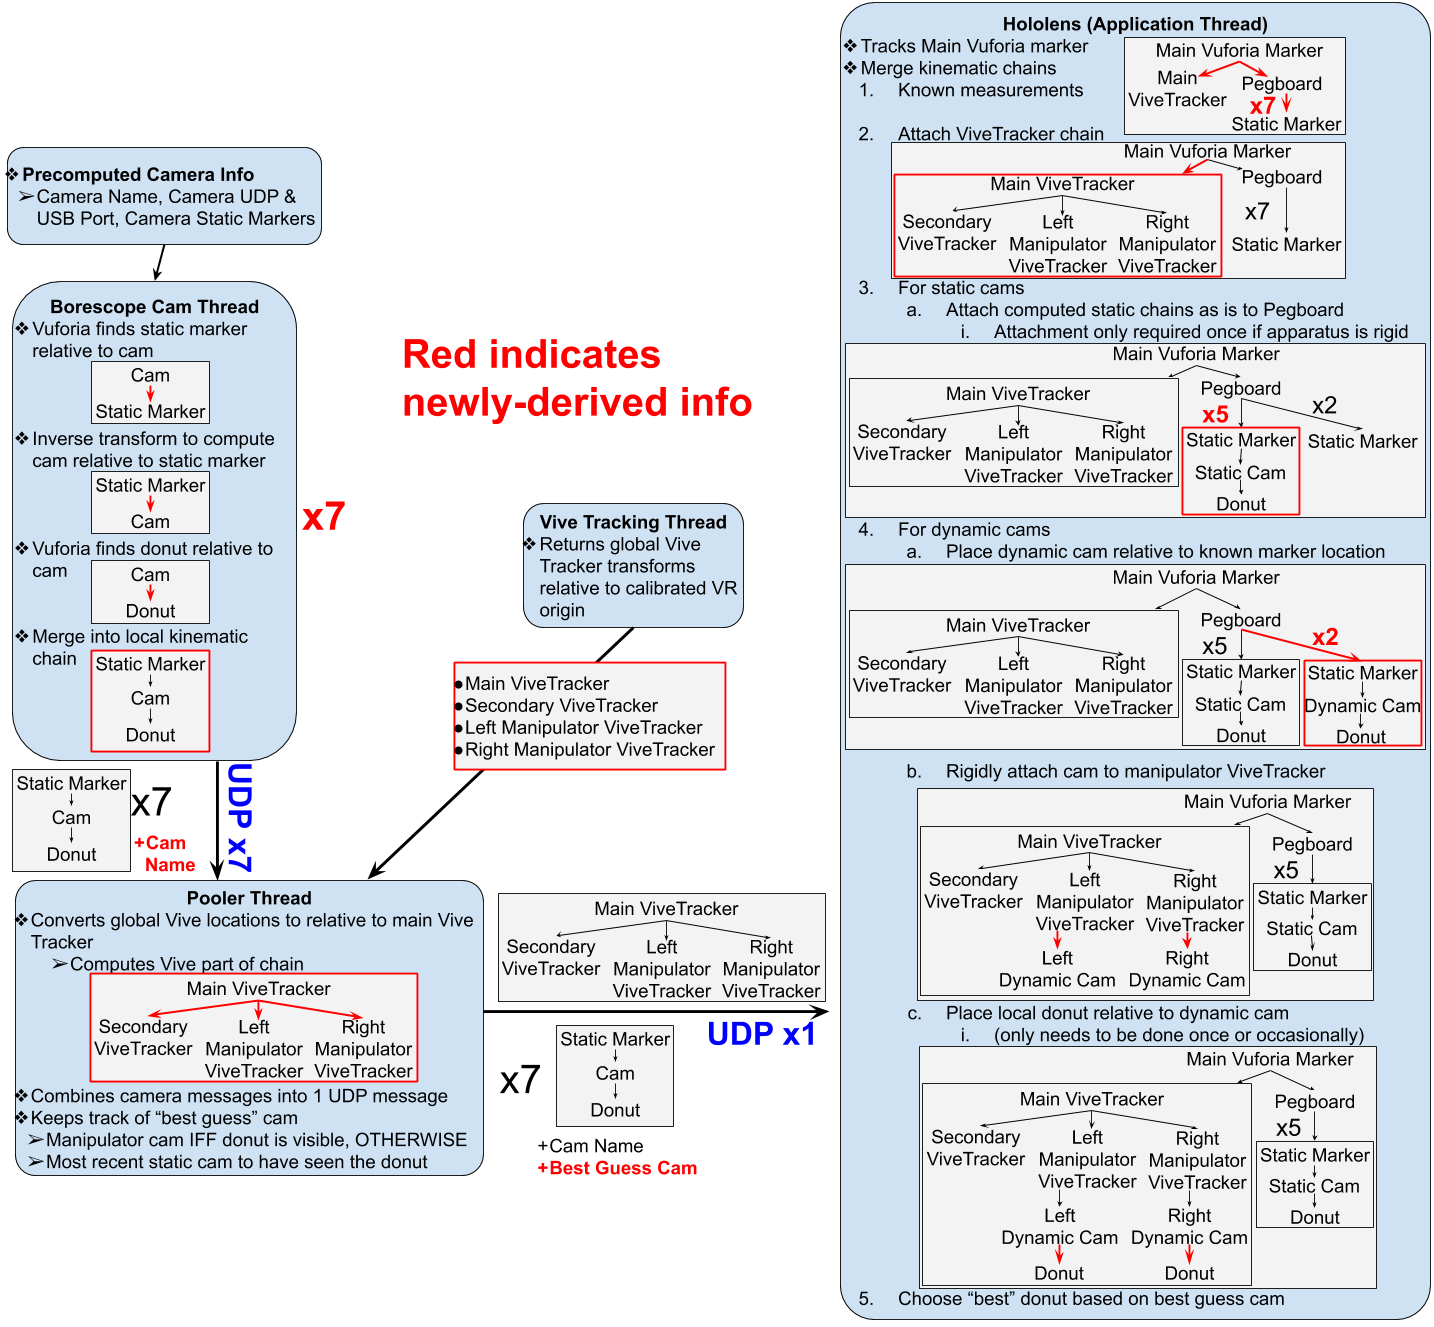 ❖ Precomputed Camera Info
➢ Camera Name, Camera UDP &
USB Port, Camera Static Markers
Borescope Cam Thread
❖ Vuforia finds static marker
relative to cam
Cam
Static Marker
❖ Inverse transform to compute
cam relative to static marker
Static Marker
Cam
❖ Vuforia finds donut relative to
cam
Cam
Donut
❖ Merge into local kinematic
chain
Static Marker
Cam
Donut
x7
Red indicates
newly-derived info
Static Marker
Cam
Donut
x7
+Cam
Name
UDP x7
Vive Tracking Thread
❖ Returns global Vive
Tracker transforms
relative to calibrated VR
origin
● Main ViveTracker
● Secondary ViveTracker
● Left Manipulator ViveTracker
● Right Manipulator ViveTracker
Pooler Thread
❖ Converts global Vive locations to relative to main Vive
Tracker
➢ Computes Vive part of chain
Main ViveTracker
Secondary Left Right
ViveTracker Manipulator Manipulator
ViveTracker ViveTracker
❖ Combines camera messages into 1 UDP message
❖ Keeps track of “best guess” cam
➢ Manipulator cam IFF donut is visible, OTHERWISE
➢ Most recent static cam to have seen the donut
Main ViveTracker
Secondary Left Right
ViveTracker Manipulator Manipulator
ViveTracker ViveTracker
UDP x1
x7
Static Marker
Cam
Donut
+Cam Name
+Best Guess Cam
Hololens (Application Thread)
❖ Tracks Main Vuforia marker
❖ Merge kinematic chains
1. Known measurements
Main Vuforia Marker
Main Pegboard
ViveTracker
x7
Static Marker
2. Attach ViveTracker chain
Main Vuforia Marker
Main ViveTracker Pegboard
Secondary Left Right x7
ViveTracker Manipulator Manipulator Static Marker
ViveTracker ViveTracker
3. For static cams
a. Attach computed static chains as is to Pegboard
i. Attachment only required once if apparatus is rigid
Main Vuforia Marker
Main ViveTracker Pegboard
x5 x2
Secondary Left Right Static Marker Static Marker
ViveTracker Manipulator Manipulator
ViveTracker ViveTracker
Static Cam
Donut
4. For dynamic cams
a. Place dynamic cam relative to known marker location
Main Vuforia Marker
Main ViveTracker Pegboard
x5 x2
Secondary Left Right Static Marker Static Marker
ViveTracker Manipulator Manipulator
ViveTracker ViveTracker
Static Cam Dynamic Cam
Donut Donut
b. Rigidly attach cam to manipulator ViveTracker
Main Vuforia Marker
Main ViveTracker Pegboard
x5
Secondary Left Right Static Marker
ViveTracker Manipulator Manipulator
ViveTracker ViveTracker Static Cam
Left Right Donut
Dynamic Cam Dynamic Cam
c. Place local donut relative to dynamic cam
i. (only needs to be done once or occasionally)
Main Vuforia Marker
Main ViveTracker Pegboard
x5
Secondary Left Right Static Marker
ViveTracker Manipulator Manipulator
ViveTracker ViveTracker Static Cam
Left Right Donut
Dynamic Cam Dynamic Cam
Donut Donut
5. Choose “best” donut based on best guess cam